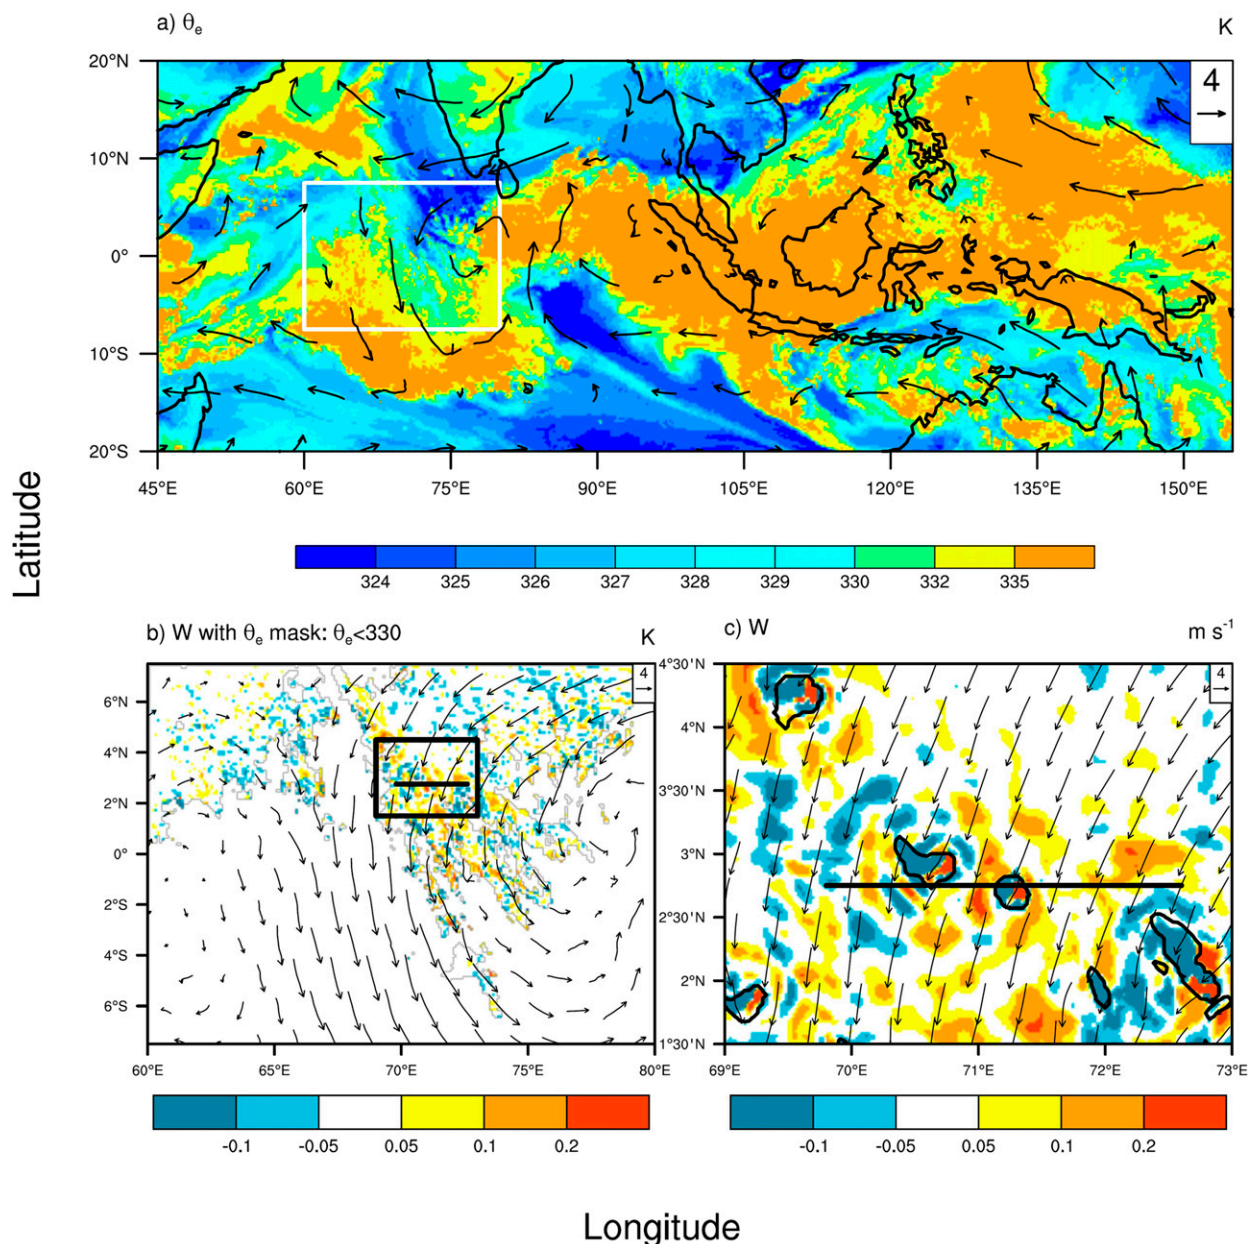 a) θe
K
20°N
10°N
0°
10°S
20°S
4
45°E 60°E 75°E 90°E 105°E 120°E 135°E 150°E
324 325 326 327 328 329 330 332 335
Latitude
b) W with θe mask: θe<330
K
6°N
4°N
2°N
0°
2°S
4°S
6°S
4
60°E 65°E 70°E 75°E 80°E
-0.1 -0.05 0.05 0.1 0.2
c) W
m s-1
4°30'N
4°N
3°30'N
3°N
2°30'N
2°N
1°30'N
4
69°E 70°E 71°E 72°E 73°E
-0.1 -0.05 0.05 0.1 0.2
Longitude